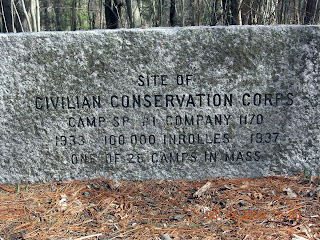 SITE OF
CIVILIAN CONSERVATION CORPS
CAMP SP. #1 COMPANY 1170
1933 100 000 INROLLES 1937
ONE OF 26 CAMPS IN MASS